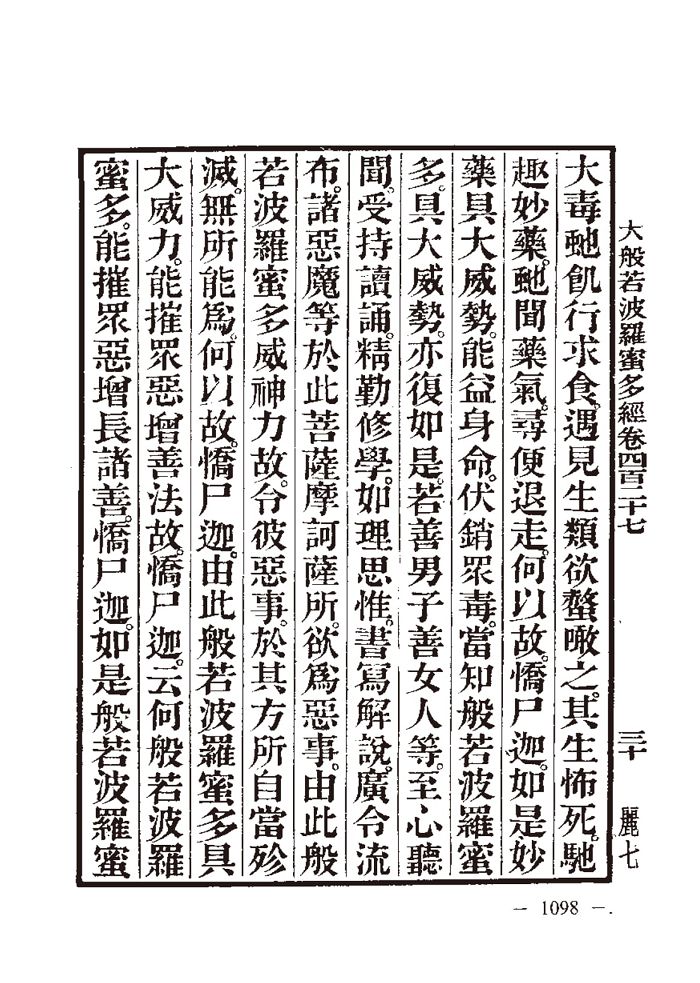 大般若波羅蜜多經卷四百二十七
三十
麗七
大毒虵飢行求食。遇見生類欲螫噉之。其生怖死。馳
趣妙藥。虵聞藥氣。尋便退走。何以故。憍尸迦。如是妙
藥具大威勢。能益身命。伏銷眾毒。當知般若波羅蜜
多。具大威勢。亦復如是。若善男子善女人等。至心聽
聞。受持讀誦。精勤修學。如理思惟。書寫解說。廣令流
布。諸惡魔等於此菩薩摩訶薩所。欲為惡事。由此般
若波羅蜜多威神力故。令彼惡事。於其方所自當殄
滅。無所能為。何以故。憍尸迦。由此般若波羅蜜多具
大威力。能摧眾惡增善法故。憍尸迦。云何般若波羅
蜜多。能摧眾惡增長諸善。憍尸迦。如是般若波羅蜜
— 1098 —.